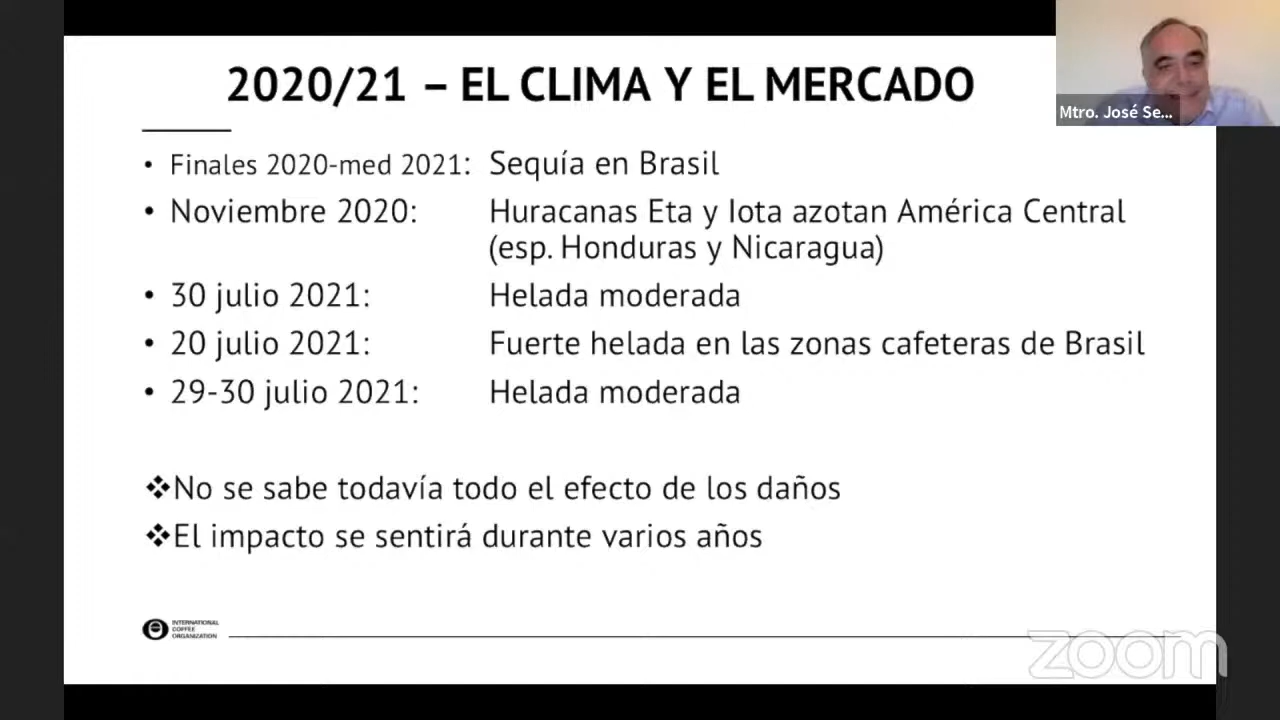 2020/21 – EL CLIMA Y EL MERCADO
Mtro. José Se...
• Finales 2020-med 2021: Sequía en Brasil
• Noviembre 2020: Huracanas Eta y Iota azotan América Central
(esp. Honduras y Nicaragua)
• 30 julio 2021: Helada moderada
• 20 julio 2021: Fuerte helada en las zonas cafeteras de Brasil
• 29-30 julio 2021: Helada moderada
❖No se sabe todavía todo el efecto de los daños
❖El impacto se sentirá durante varios años
INTERNATIONAL
COFFEE
ORGANIZATION
zoom